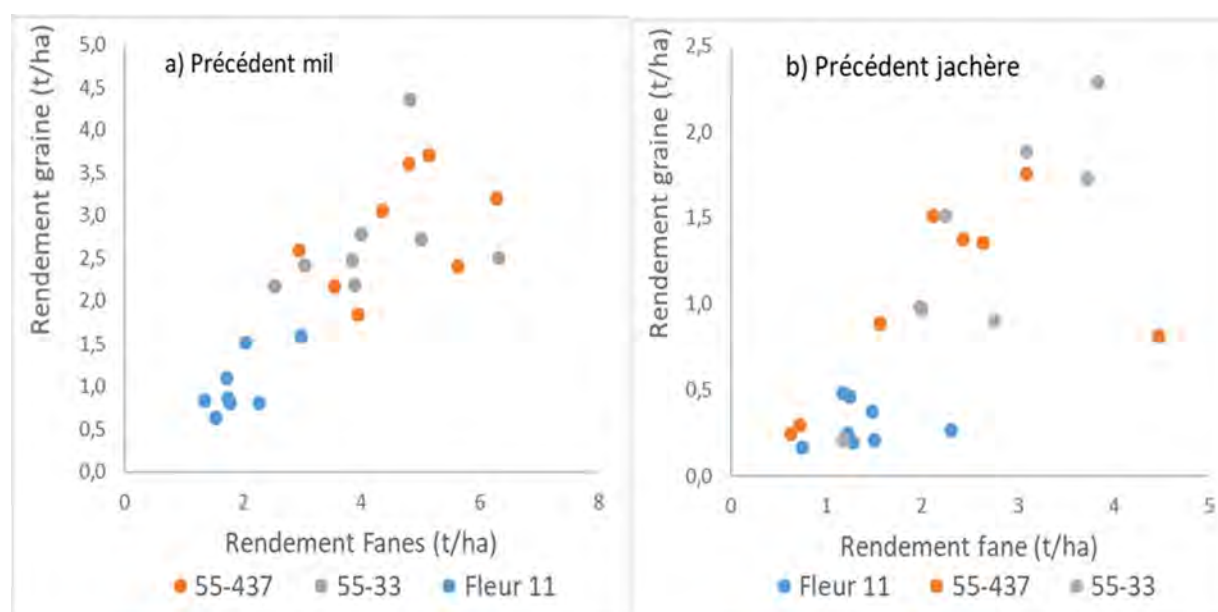 a) Précédent mil
Rendement graine (t/ha)
5,0
4,5
4,0
3,5
3,0
2,5
2,0
1,5
1,0
0,5
0,0
0 2 4 6 8
Rendement Fanes (t/ha)
55-437 55-33 Fleur 11
b) Précédent jachère
Rendement graine (t/ha)
2,5
2,0
1,5
1,0
0,5
0,0
0 1 2 3 4 5
Rendement fane (t/ha)
Fleur 11 55-437 55-33